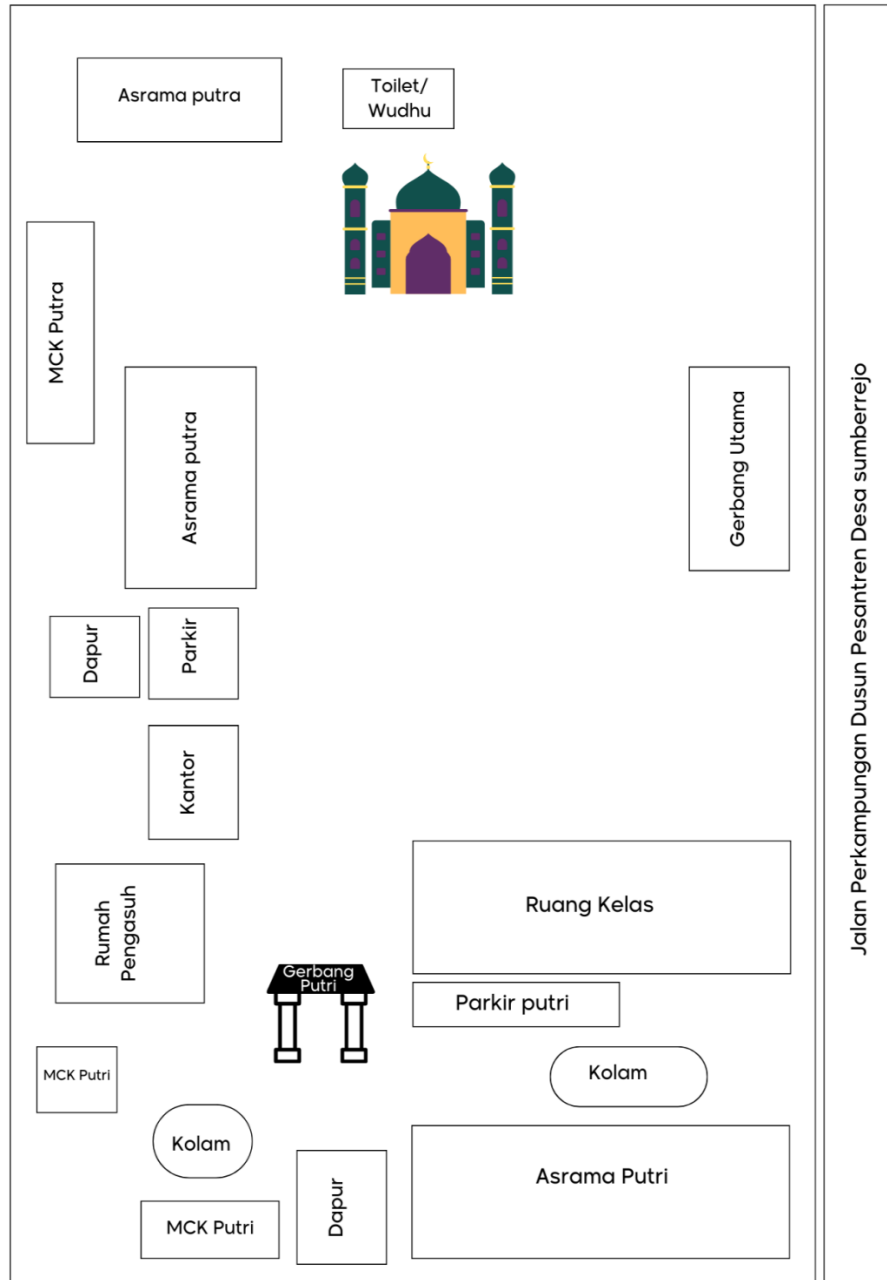 Asrama putra
Toilet/
Wudhu
MCK Putra
Asrama putra
Gerbang Utama
Jalan Perkampungan Dusun Pesantren Desa sumberrejo
Dapur
Parkir
Kantor
Rumah
Pengasuh
Ruang Kelas
Gerbang
Putri
Parkir putri
MCK Putri
Kolam
Kolam
Dapur
Asrama Putri
MCK Putri